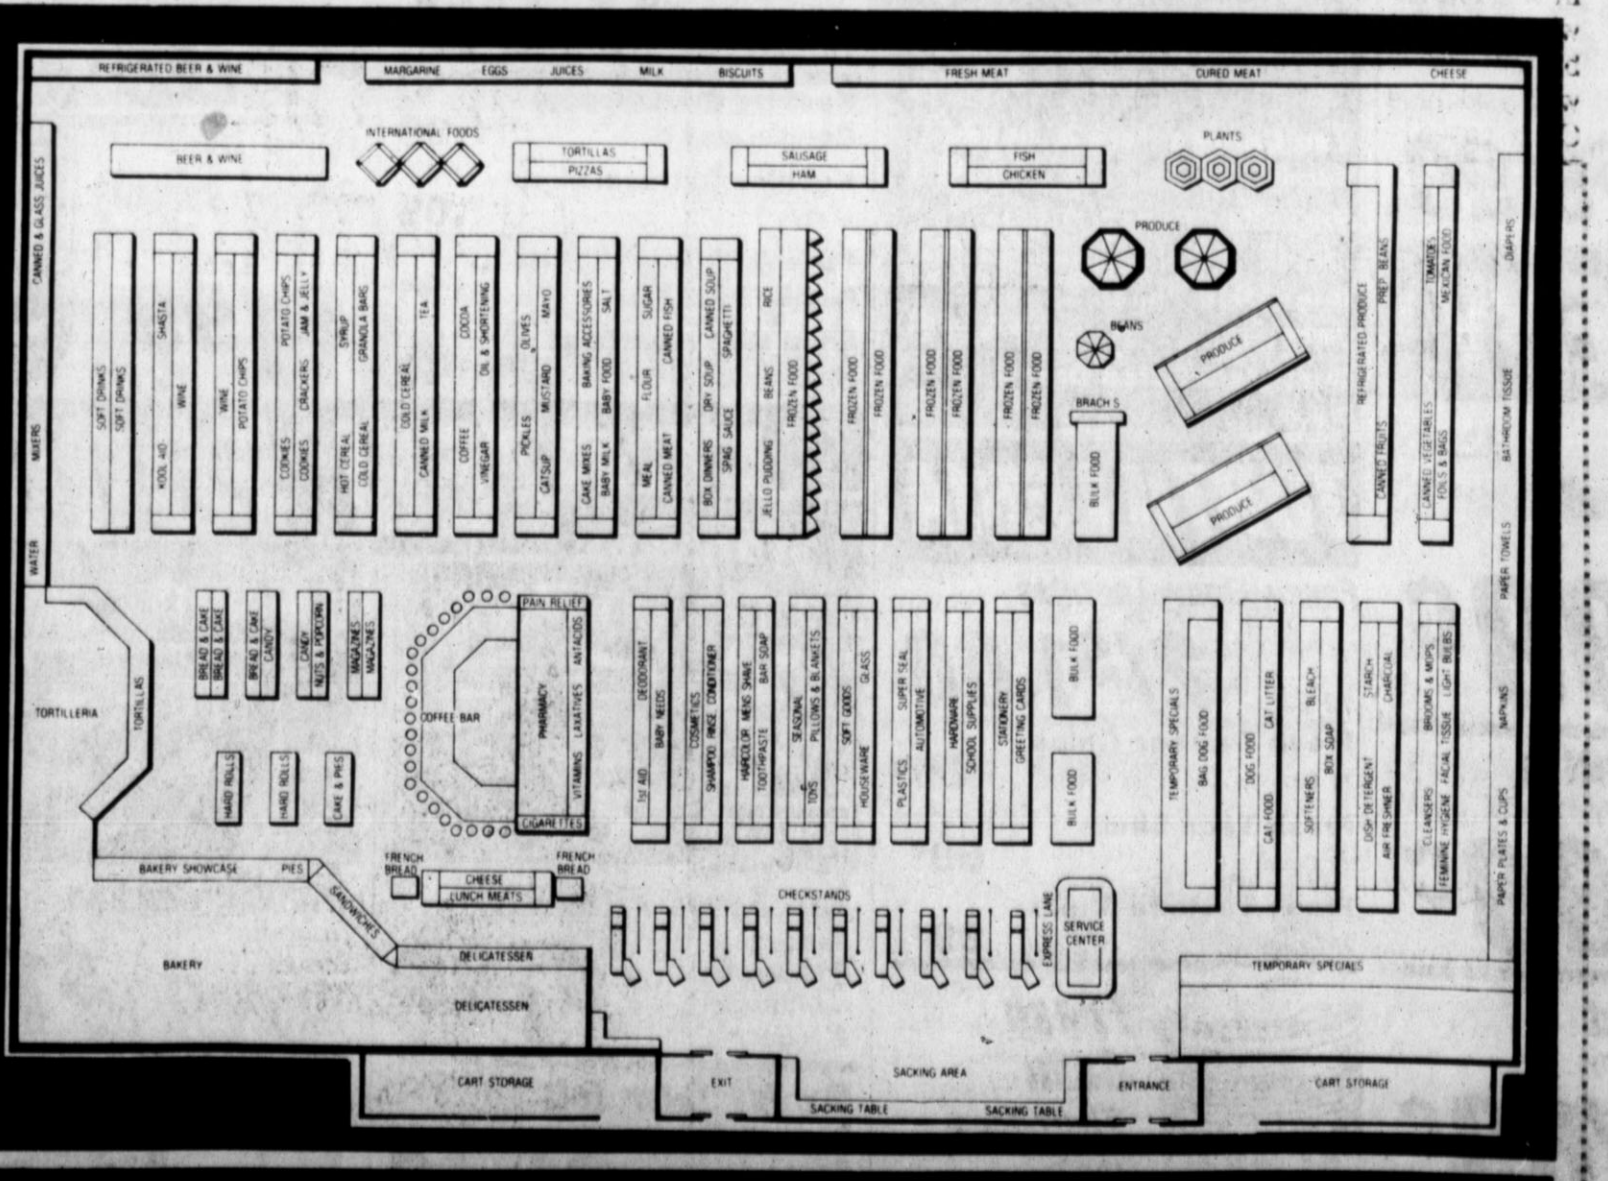 REFRIGERATED BEER & WINE
MARGARINE EGGS JUICES MILK BISCUITS
FRESH MEAT CURED MEAT CHEESE
CANNED & GLASS JUICES
MIXERS
WATER
BEER & WINE
INTERNATIONAL FOODS
TORTILLAS
PIZZAS
SAUSAGE
HAM
FISH
CHICKEN
PLANTS
PRODUCE
BEANS
BRACH S
BULK FOOD
PRODUCE
PRODUCE
SOFT DRINKS
SOFT DRINKS
KOOL AID SHASTA
WINE
WINE
POTATO CHIPS
COOKIES POTATO CHIPS
COOKIES CRACKERS JAM & JELLY
HOT CEREAL SYRUP
COLD CEREAL GRANOLA BARS
COLD CEREAL
CANNED MILK TEA
COFFEE COCOA
VINEGAR OIL & SHORTENING
PICKLES OLIVES
CATSUP MUSTARD MAYO
CAKE MIXES BAKING ACCESSORIES
BABY MILK BABY FOOD SALT
MEAL FLOUR SUGAR
CANNED MEAT CANNED FISH
BOX DINNERS DRY SOUP CANNED SOUP
SPAG SAUCE SPAGHETTI
JELLO PUDDING BEANS RICE
FROZEN FOOD
FROZEN FOOD
FROZEN FOOD
FROZEN FOOD
FROZEN FOOD
FROZEN FOOD
FROZEN FOOD
REFRIGERATED PRODUCE
CANNED FRUITS PREP BEANS
CANNED VEGETABLES TOMATOES
FOILS & BAGS MEXICAN FOOD
DIAPERS
BATHROOM TISSUE
PAPER TOWELS
NAPKINS
PAPER PLATES & CUPS
TORTILLERIA
TORTILLAS
BREAD & CAKE
BREAD & CAKE
BREAD & CAKE
CANDY
CANDY
NUTS & POPCORN
MAGAZINES
MAGAZINES
HARD ROLLS
HARD ROLLS
CAKE & PIES
COFFEE BAR
PAIN RELIEF
PHARMACY
VITAMINS LAXATIVES ANTACIDS
CIGARETTES
1st AID DEODORANT
BABY NEEDS
COSMETICS
SHAMPOO RINSE CONDITIONER
HAIRCOLOR MENS SHAVE
TOOTHPASTE BAR SOAP
SEASONAL
TOYS PILLOWS & BLANKETS
SOFT GOODS
HOUSEWARE GLASS
PLASTICS SUPER SEAL
AUTOMOTIVE
HARDWARE
SCHOOL SUPPLIES
STATIONERY
GREETING CARDS
BULK FOOD
BULK FOOD
TEMPORARY SPECIALS
BAG DOG FOOD
DOG FOOD
CAT FOOD CAT LITTER
SOFTENERS BLEACH
BOX SOAP
DISH DETERGENT STARCH
AIR FRESHNER CHARCOAL
CLEANSERS BROOMS & MOPS
FEMININE HYGIENE FACIAL TISSUE LIGHT BULBS
BAKERY SHOWCASE PIES
SANDWICHES
FRENCH
BREAD
CHEESE
LUNCH MEATS
FRENCH
BREAD
BAKERY
DELICATESSEN
DELICATESSEN
CHECKSTANDS
EXPRESS LANE
SERVICE
CENTER
TEMPORARY SPECIALS
CART STORAGE
EXIT
SACKING AREA
SACKING TABLE
SACKING TABLE
ENTRANCE
CART STORAGE